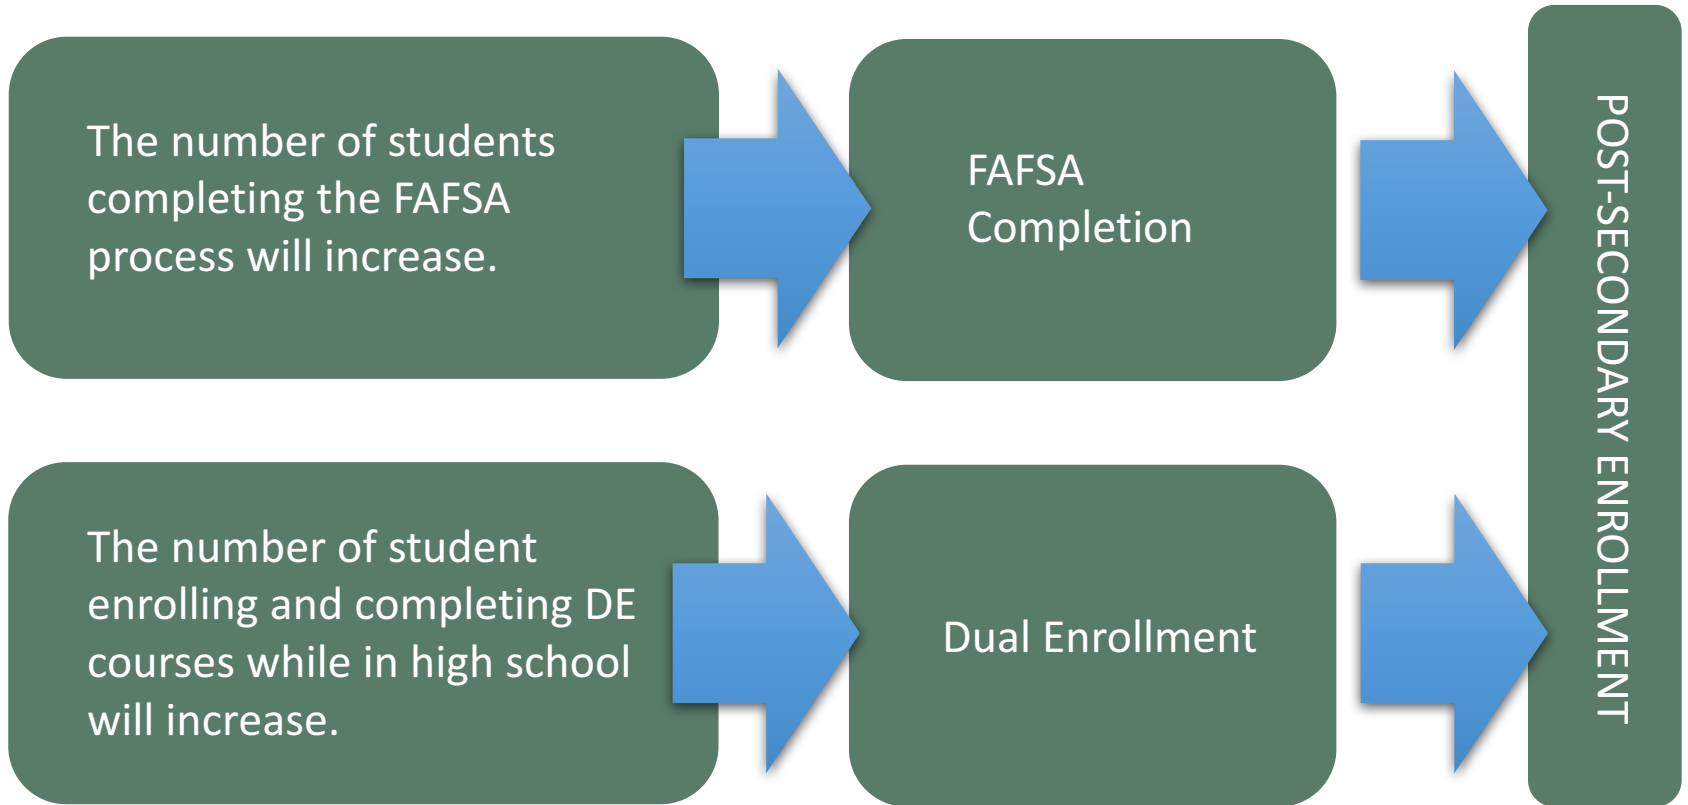 The number of students
completing the FAFSA
process will increase.
FAFSA
Completion
The number of student
enrolling and completing DE
courses while in high school
will increase.
Dual Enrollment
POST-SECONDARY ENROLLMENT